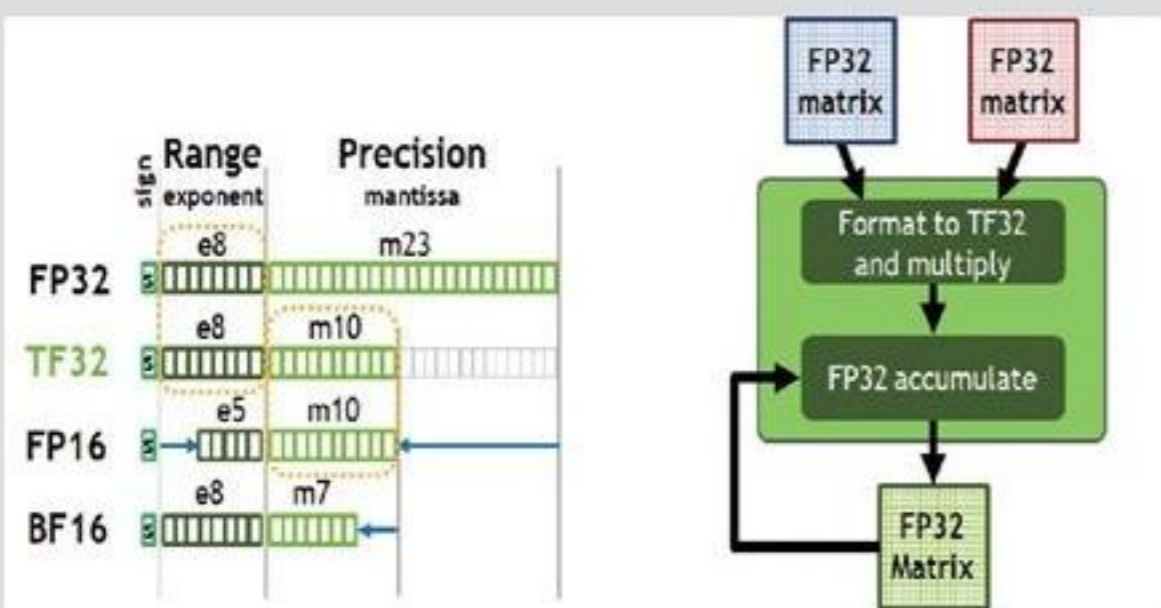 sign
Range
exponent
Precision
mantissa
FP32
s
e8
m23
TF32
s
e8
m10
FP16
s
e5
m10
BF16
s
e8
m7
FP32
matrix
FP32
matrix
Format to TF32
and multiply
FP32 accumulate
FP32
Matrix